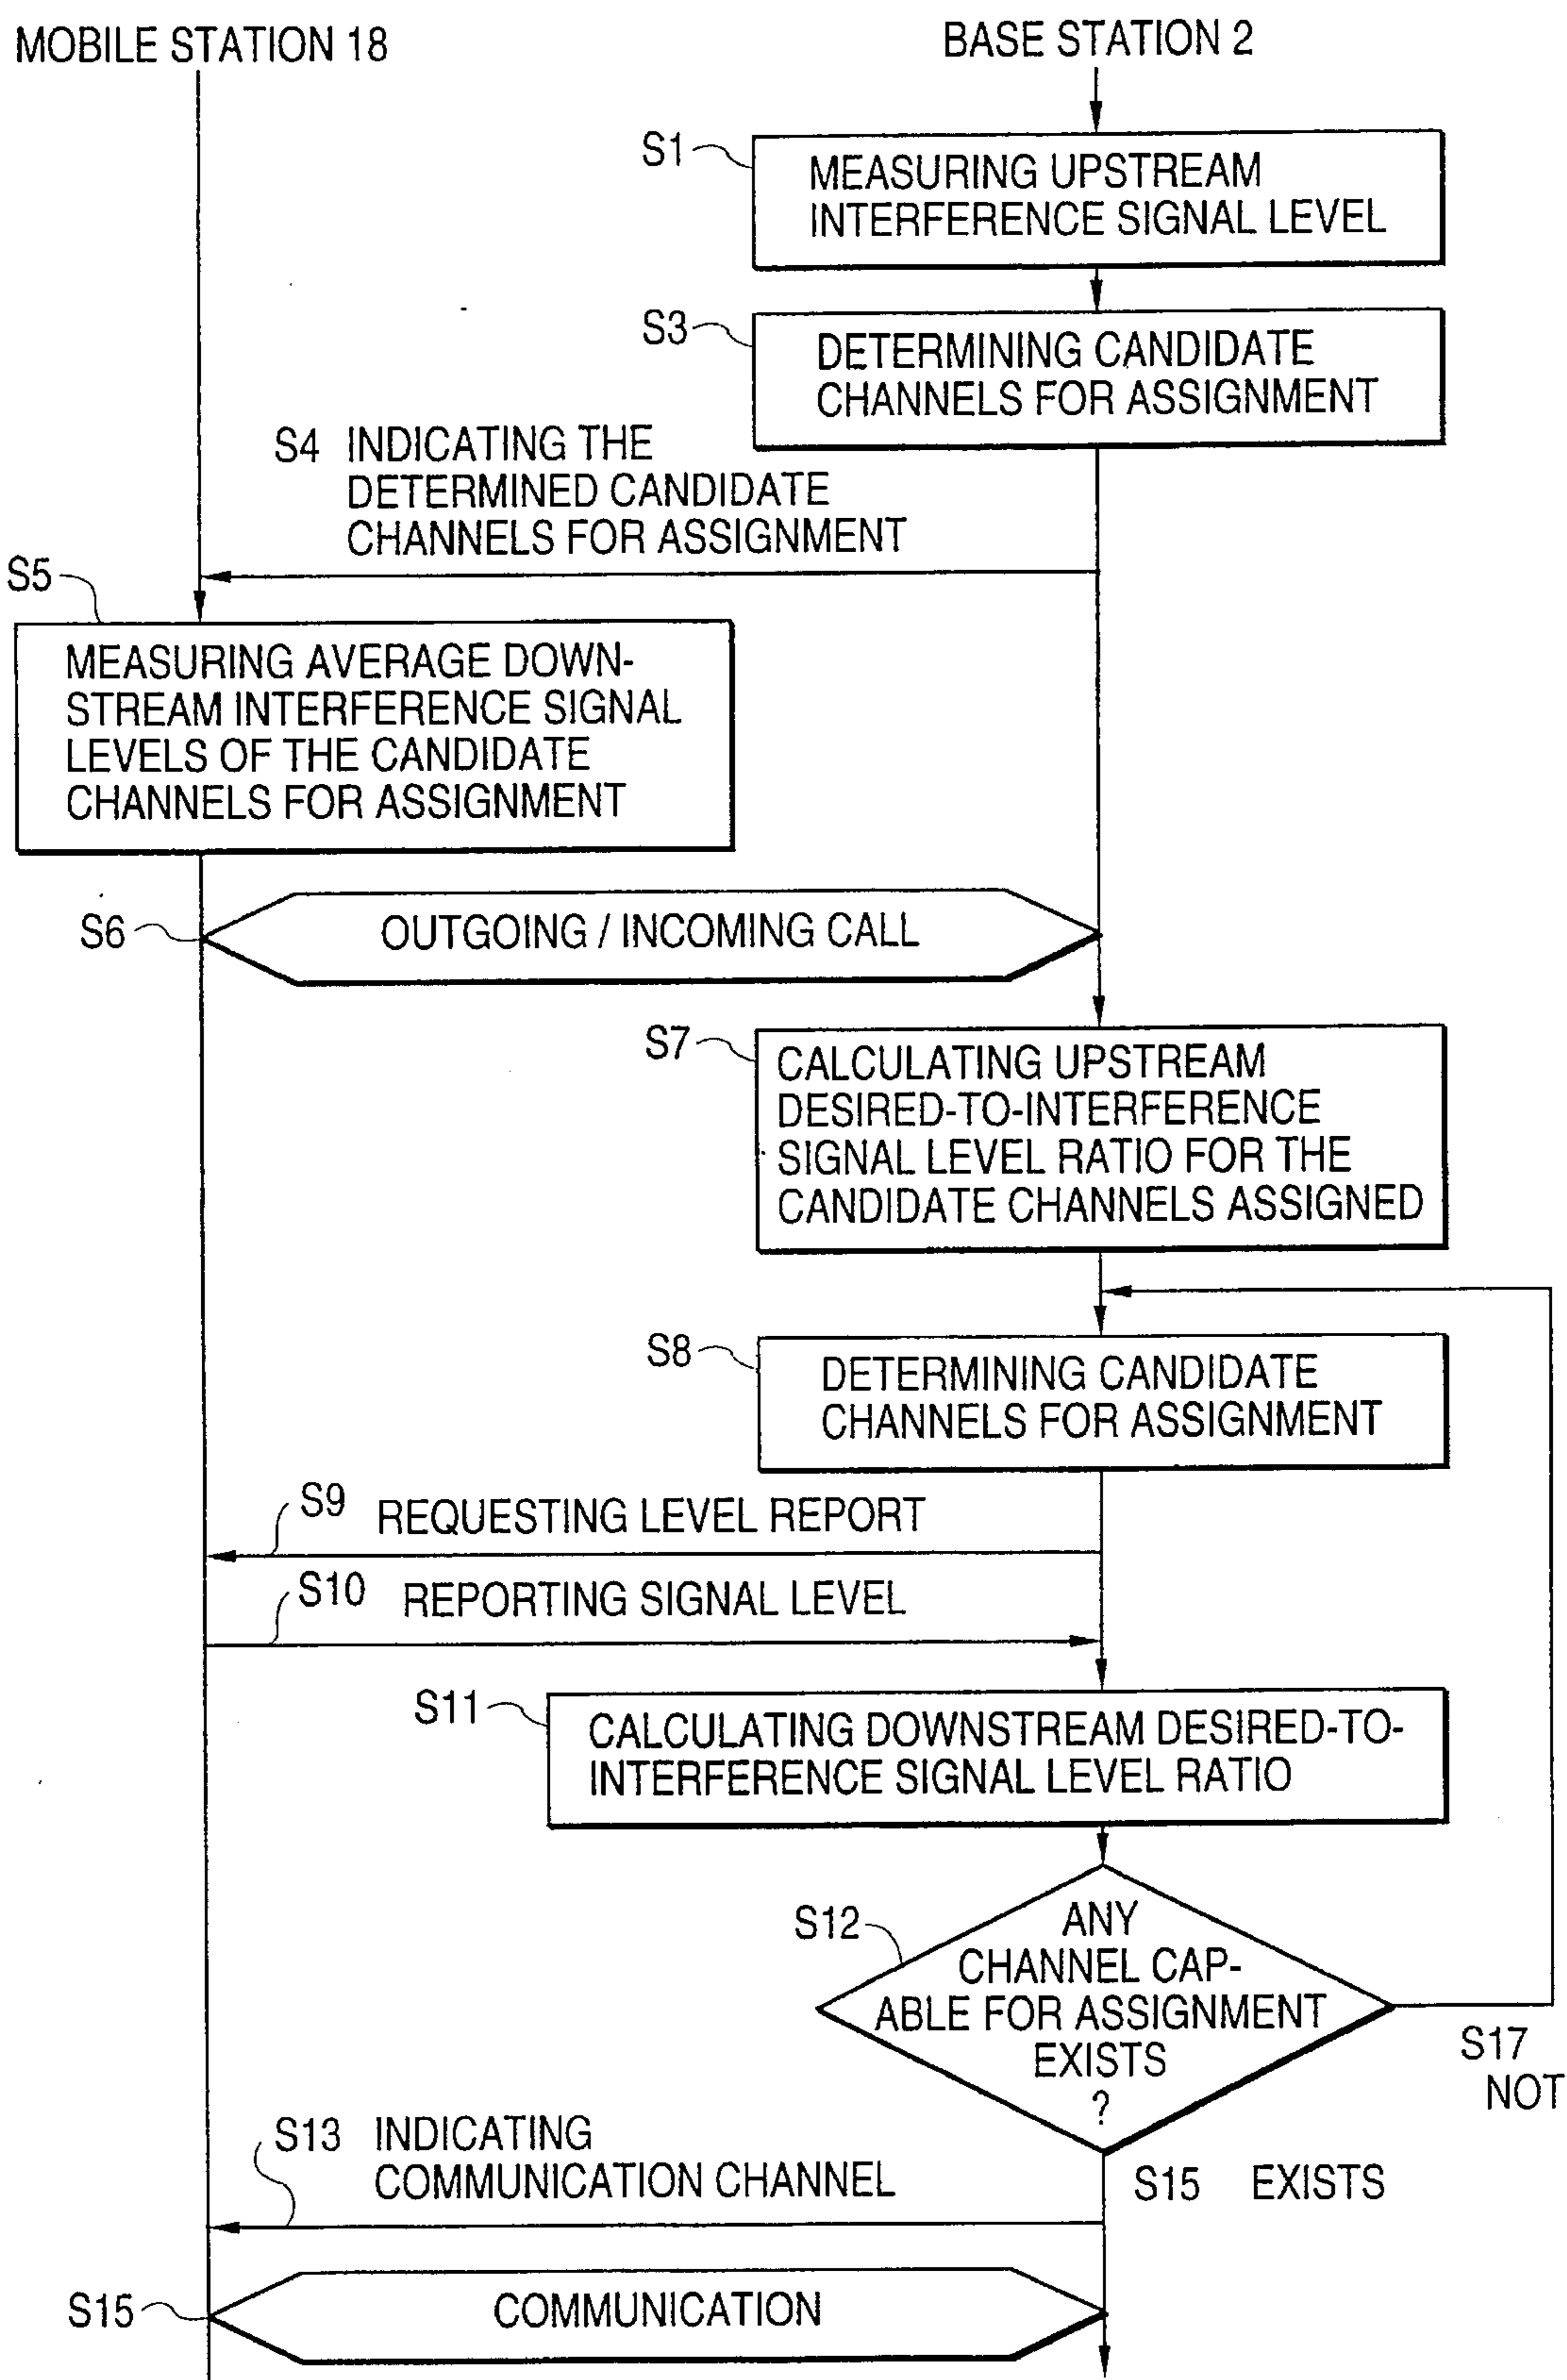 MOBILE STATION 18
BASE STATION 2
S1
MEASURING UPSTREAM
INTERFERENCE SIGNAL LEVEL
S3
DETERMINING CANDIDATE
CHANNELS FOR ASSIGNMENT
S4 INDICATING THE
DETERMINED CANDIDATE
CHANNELS FOR ASSIGNMENT
S5
MEASURING AVERAGE DOWN-
STREAM INTERFERENCE SIGNAL
LEVELS OF THE CANDIDATE
CHANNELS FOR ASSIGNMENT
S6
OUTGOING / INCOMING CALL
S7
CALCULATING UPSTREAM
DESIRED-TO-INTERFERENCE
SIGNAL LEVEL RATIO FOR THE
CANDIDATE CHANNELS ASSIGNED
S8
DETERMINING CANDIDATE
CHANNELS FOR ASSIGNMENT
S9 REQUESTING LEVEL REPORT
S10 REPORTING SIGNAL LEVEL
S11
CALCULATING DOWNSTREAM DESIRED-TO-
INTERFERENCE SIGNAL LEVEL RATIO
S12
ANY
CHANNEL CAP-
ABLE FOR ASSIGNMENT
EXISTS
?
S17
NOT
S13 INDICATING
COMMUNICATION CHANNEL
S15 EXISTS
S15
COMMUNICATION